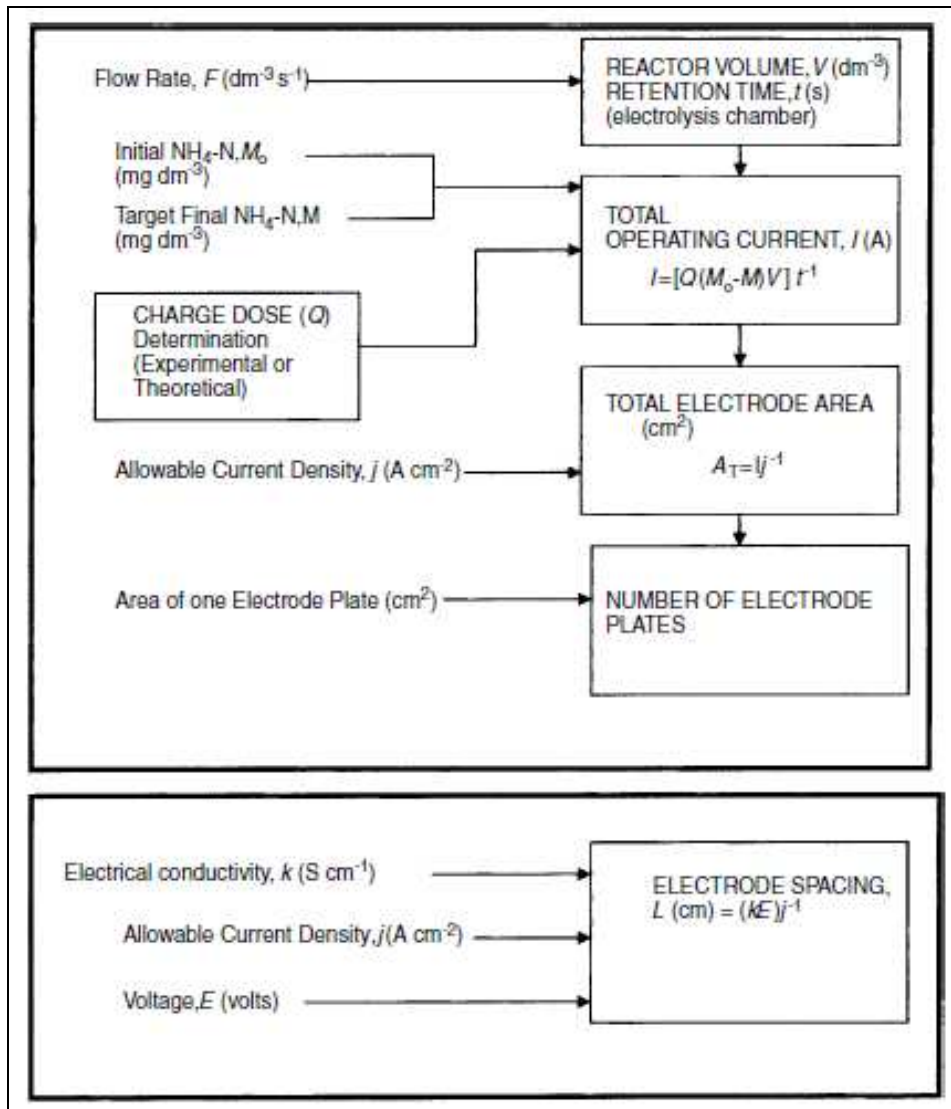 Flow Rate, F (dm⁻³ s⁻¹)
REACTOR VOLUME, V (dm⁻³)
RETENTION TIME, t (s)
(electrolysis chamber)
Initial NH₄-N, Mₒ
(mg dm⁻³)
Target Final NH₄-N, M
(mg dm⁻³)
TOTAL
OPERATING CURRENT, I (A)
I=[Q(Mₒ-M)V] t⁻¹
CHARGE DOSE (Q)
Determination
(Experimental or
Theoretical)
TOTAL ELECTRODE AREA
(cm²)
A_T=Ij⁻¹
Allowable Current Density, j (A cm⁻²)
Area of one Electrode Plate (cm²)
NUMBER OF ELECTRODE
PLATES
Electrical conductivity, k (S cm⁻¹)
Allowable Current Density, j (A cm⁻²)
Voltage, E (volts)
ELECTRODE SPACING,
L (cm) = (kE)j⁻¹